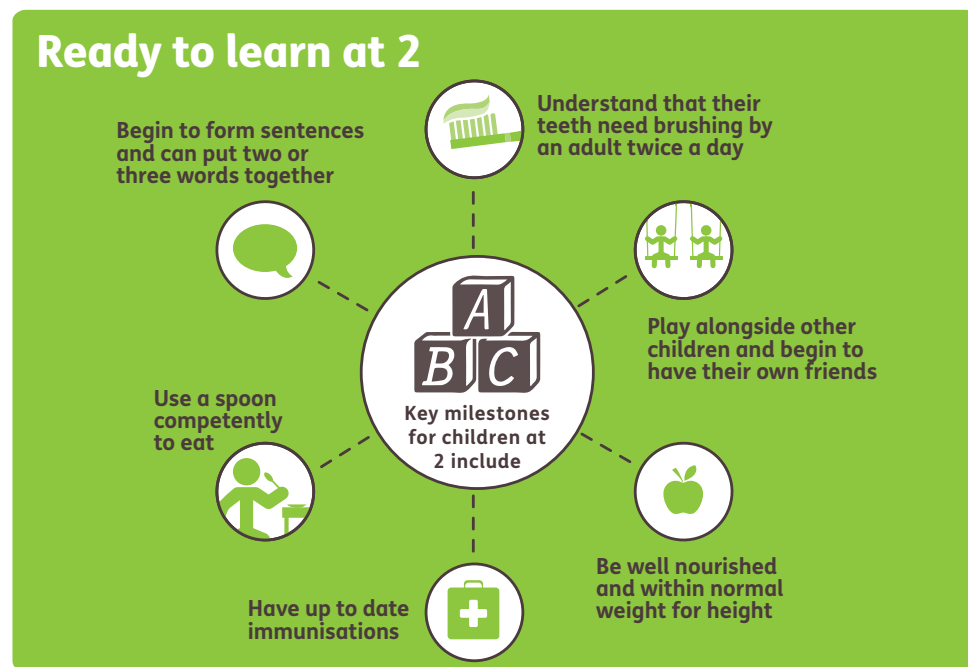 Ready to learn at 2
Understand that their
teeth need brushing by
an adult twice a day
Begin to form sentences
and can put two or
three words together
Play alongside other
children and begin to
have their own friends
A
B C
Key milestones
for children at
2 include
Use a spoon
competently
to eat
Be well nourished
and within normal
weight for height
Have up to date
immunisations